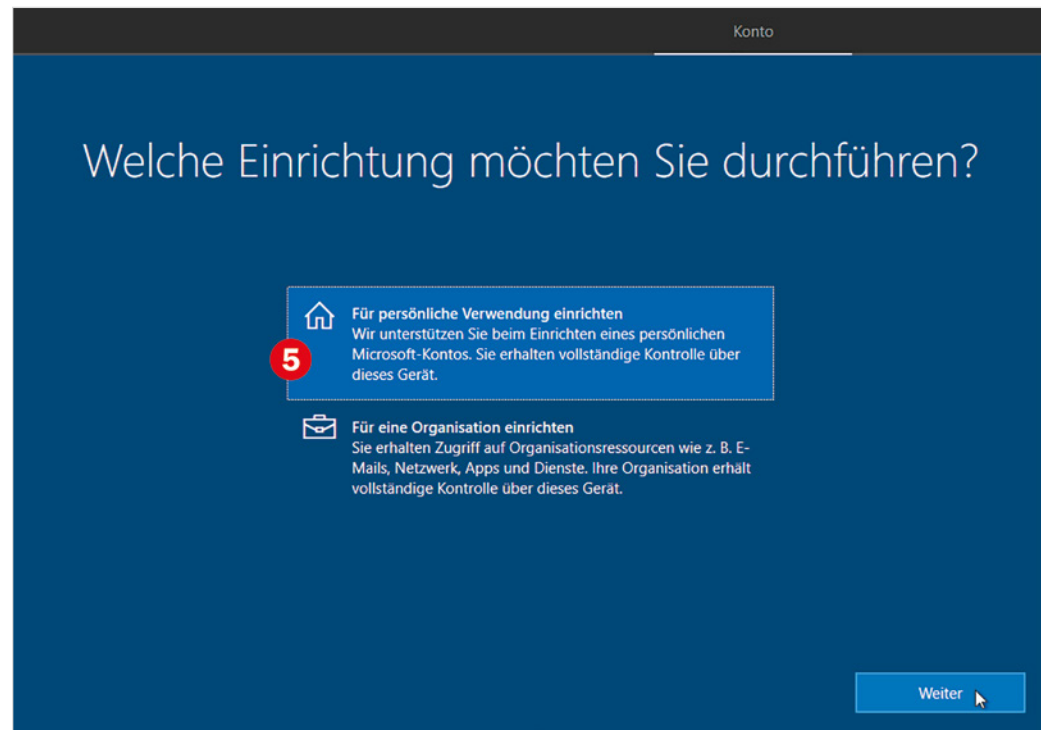 Konto
Welche Einrichtung möchten Sie durchführen?
Für persönliche Verwendung einrichten
Wir unterstützen Sie beim Einrichten eines persönlichen
Microsoft-Kontos. Sie erhalten vollständige Kontrolle über
dieses Gerät.
5
Für eine Organisation einrichten
Sie erhalten Zugriff auf Organisationsressourcen wie z. B. E-
Mails, Netzwerk, Apps und Dienste. Ihre Organisation erhält
vollständige Kontrolle über dieses Gerät.
Weiter